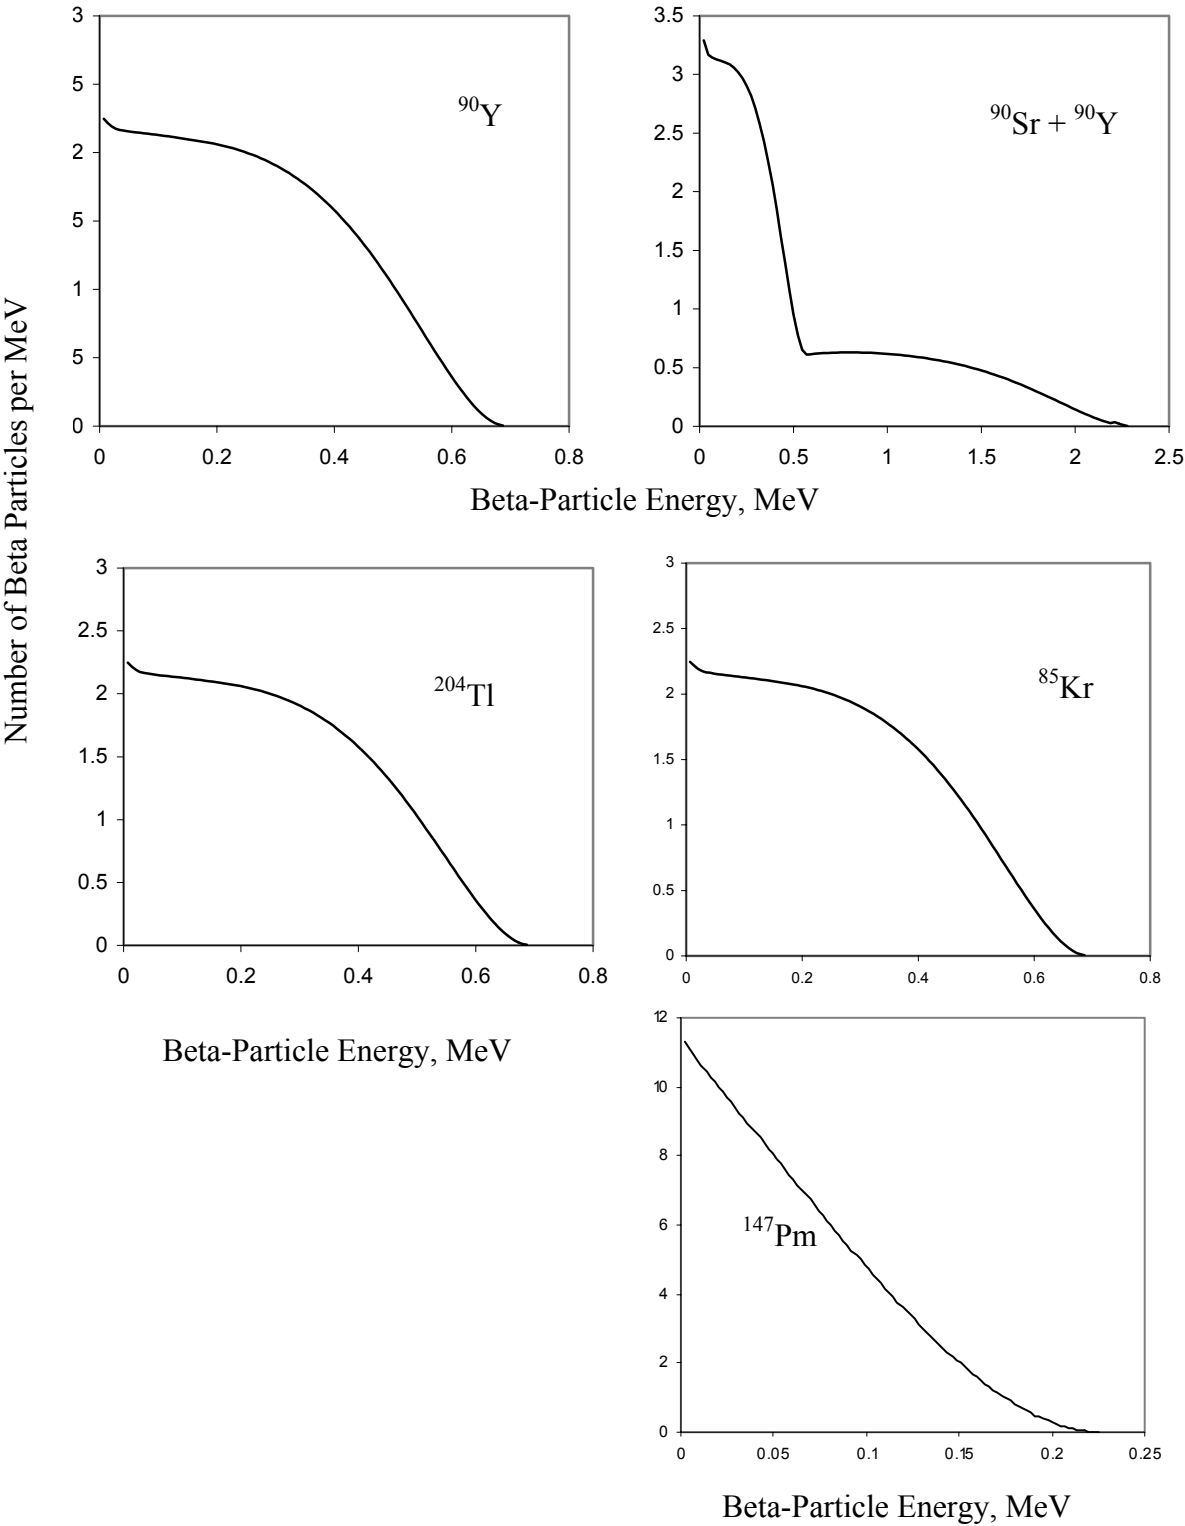 Number of Beta Particles per MeV
3
5
2
5
1
5
0
0 0.2 0.4 0.6 0.8
⁹⁰Y
3.5
3
2.5
2
1.5
1
0.5
0
0 0.5 1 1.5 2 2.5
⁹⁰Sr + ⁹⁰Y
Beta-Particle Energy, MeV
3
2.5
2
1.5
1
0.5
0
0 0.2 0.4 0.6 0.8
²⁰⁴Tl
Beta-Particle Energy, MeV
3
2.5
2
1.5
1
0.5
0
0 0.2 0.4 0.6 0.8
⁸⁵Kr
12
10
8
6
4
2
0
0 0.05 0.1 0.15 0.2 0.25
¹⁴⁷Pm
Beta-Particle Energy, MeV